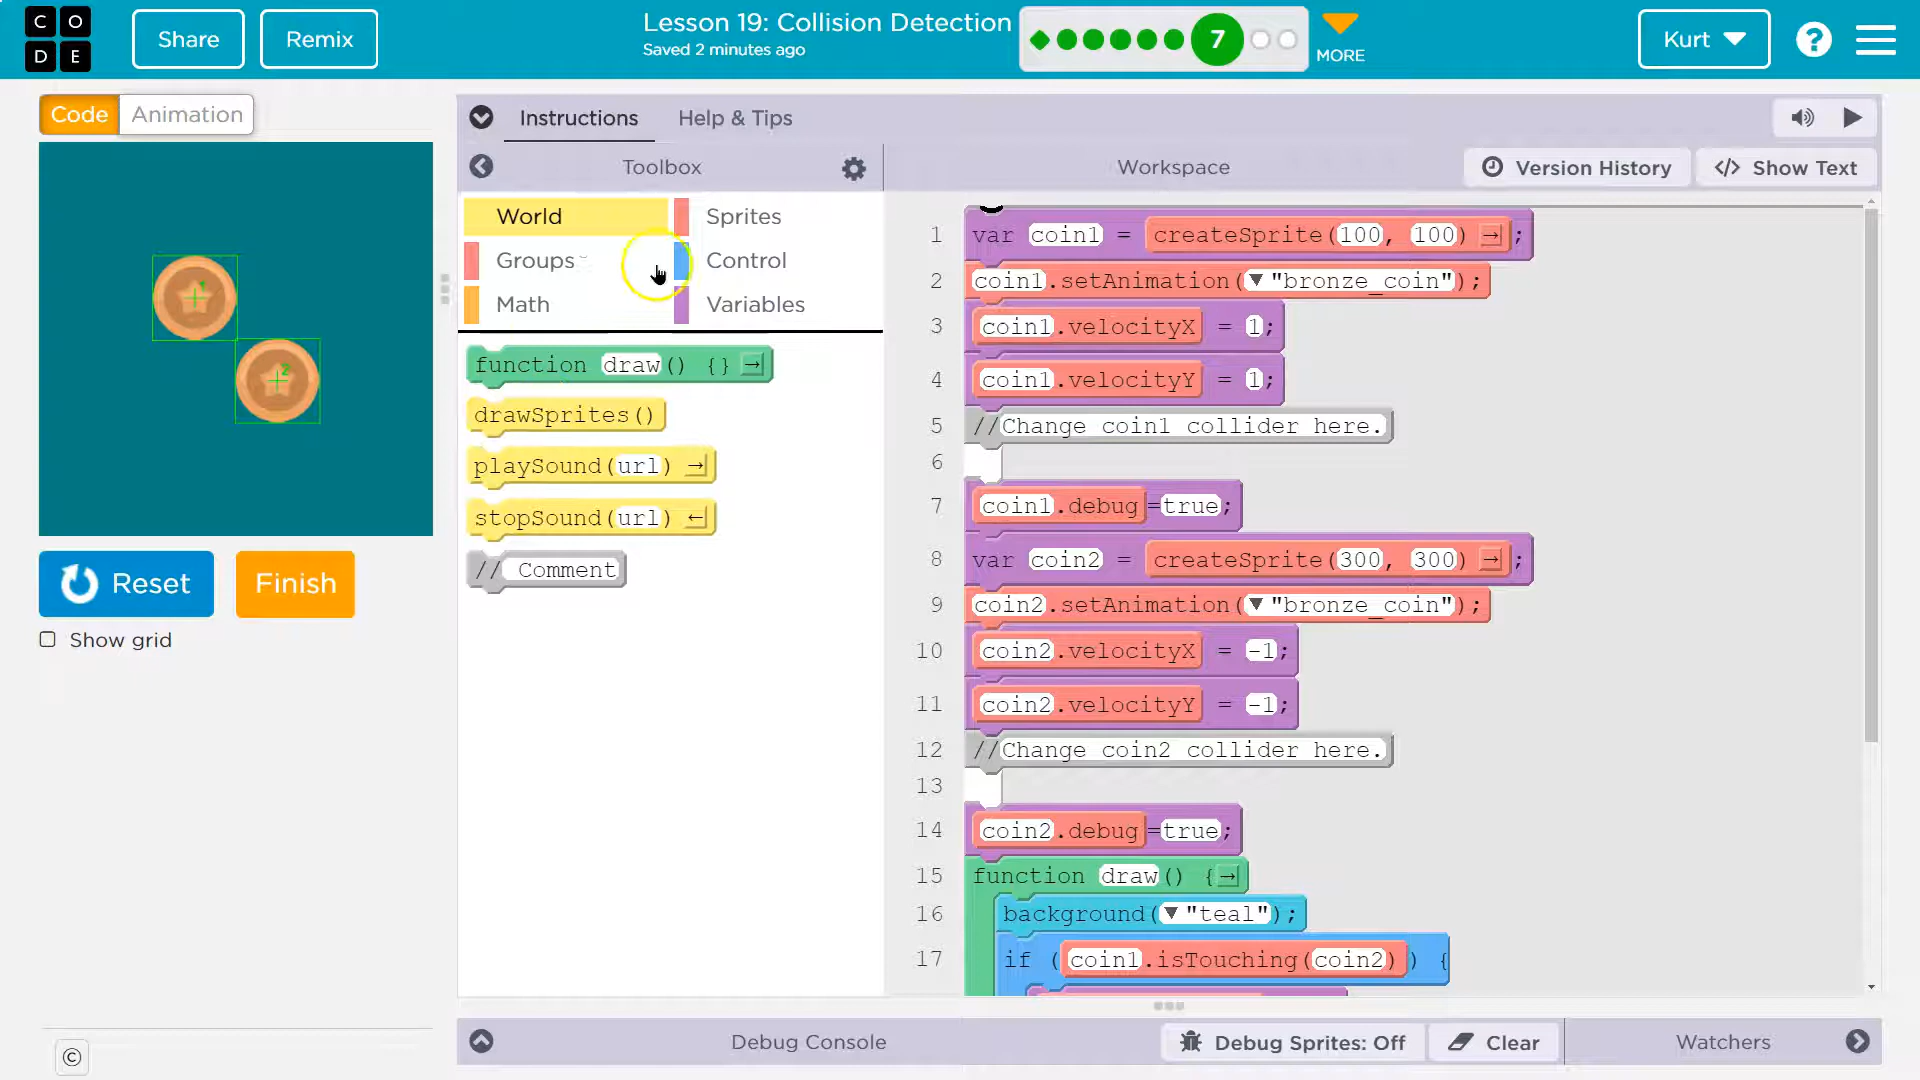 C O
D E
Share
Remix
Lesson 19: Collision Detection
Saved 2 minutes ago
7
MORE
Kurt
?
Code
Animation
Instructions
Help & Tips
Toolbox
Workspace
Version History
</> Show Text
World
Sprites
Groups
Control
Math
Variables
function draw() {}
drawSprites()
playSound(url)
stopSound(url)
// Comment
1
2
Reset
Finish
Show grid
©
1 var coin1 = createSprite(100, 100) ;
2 coin1.setAnimation("bronze_coin");
3 coin1.velocityX = 1;
4 coin1.velocityY = 1;
5 //Change coin1 collider here.
6
7 coin1.debug=true;
8 var coin2 = createSprite(300, 300) ;
9 coin2.setAnimation("bronze_coin");
10 coin2.velocityX = -1;
11 coin2.velocityY = -1;
12 //Change coin2 collider here.
13
14 coin2.debug=true;
15 function draw() {
16 background("teal");
17 if (coin1.isTouching(coin2)) {
Debug Console
Debug Sprites: Off
Clear
Watchers